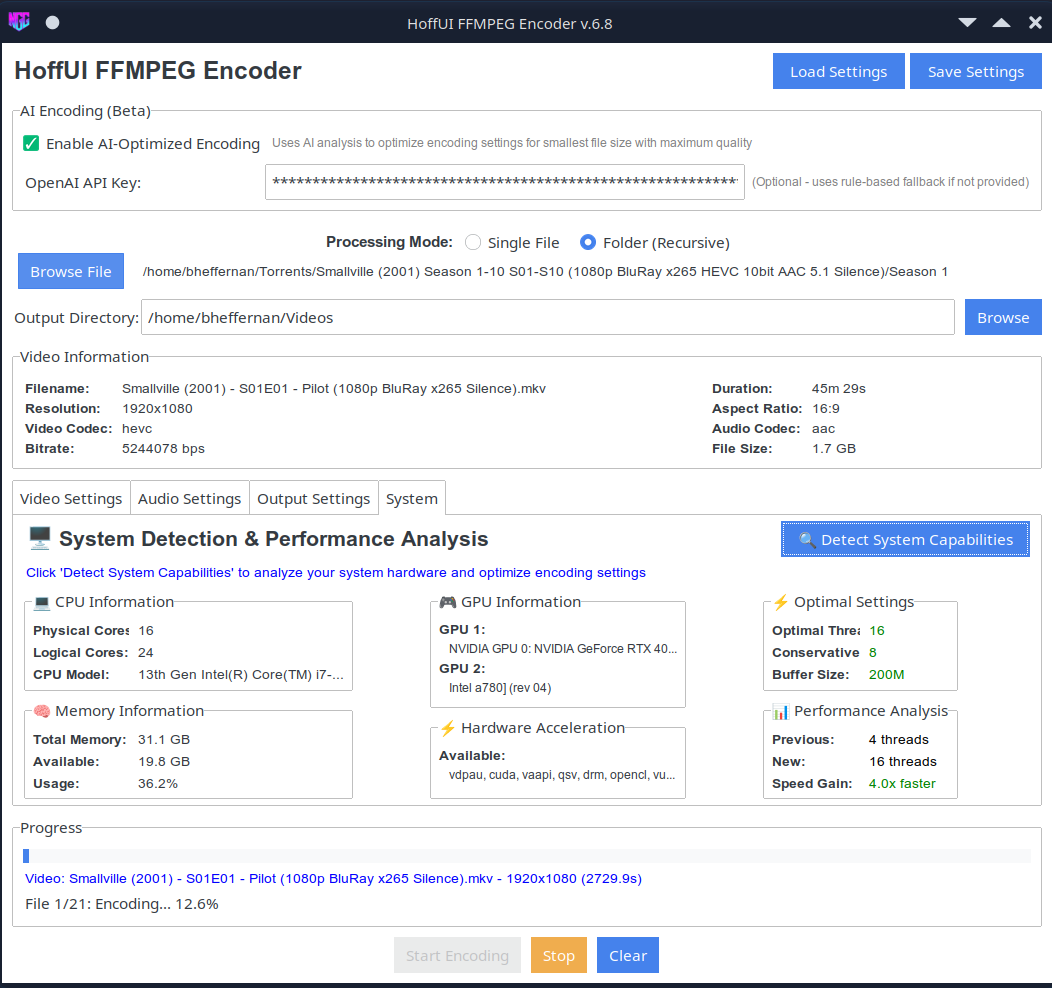 HoffUI FFMPEG Encoder v.6.8
HoffUI FFMPEG Encoder
Load Settings
Save Settings
AI Encoding (Beta)
Enable AI-Optimized Encoding
Uses AI analysis to optimize encoding settings for smallest file size with maximum quality
OpenAI API Key:
(Optional - uses rule-based fallback if not provided)
Processing Mode:
Single File
Folder (Recursive)
Browse File
/home/bheffernan/Torrents/Smallville (2001) Season 1-10 S01-S10 (1080p BluRay x265 HEVC 10bit AAC 5.1 Silence)/Season 1
Output Directory:
/home/bheffernan/Videos
Browse
Video Information
Filename: Smallville (2001) - S01E01 - Pilot (1080p BluRay x265 Silence).mkv
Resolution: 1920x1080
Video Codec: hevc
Bitrate: 5244078 bps
Duration: 45m 29s
Aspect Ratio: 16:9
Audio Codec: aac
File Size: 1.7 GB
Video Settings
Audio Settings
Output Settings
System
System Detection & Performance Analysis
Detect System Capabilities
Click 'Detect System Capabilities' to analyze your system hardware and optimize encoding settings
CPU Information
Physical Cores 16
Logical Cores: 24
CPU Model: 13th Gen Intel(R) Core(TM) i7-...
Memory Information
Total Memory: 31.1 GB
Available: 19.8 GB
Usage: 36.2%
GPU Information
GPU 1:
NVIDIA GPU 0: NVIDIA GeForce RTX 40...
GPU 2:
Intel a780] (rev 04)
Hardware Acceleration
Available:
vdpau, cuda, vaapi, qsv, drm, opencl, vu...
Optimal Settings
Optimal Threa 16
Conservative 8
Buffer Size: 200M
Performance Analysis
Previous: 4 threads
New: 16 threads
Speed Gain: 4.0x faster
Progress
Video: Smallville (2001) - S01E01 - Pilot (1080p BluRay x265 Silence).mkv - 1920x1080 (2729.9s)
File 1/21: Encoding... 12.6%
Start Encoding
Stop
Clear